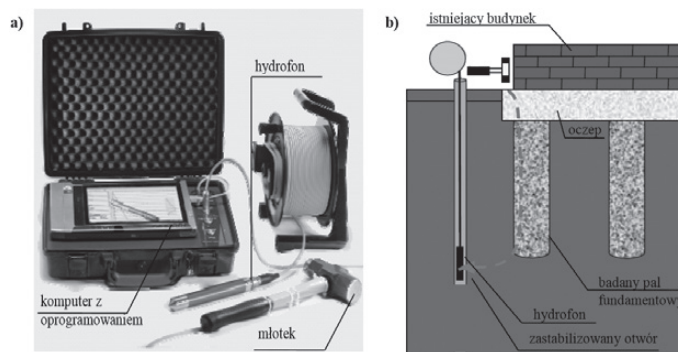 a)
hydrofon
komputer z
oprogramowaniem
młotek
b)
istniejący budynek
oczep
badany pal
fundamentowy
hydrofon
zastabilizowany otwór